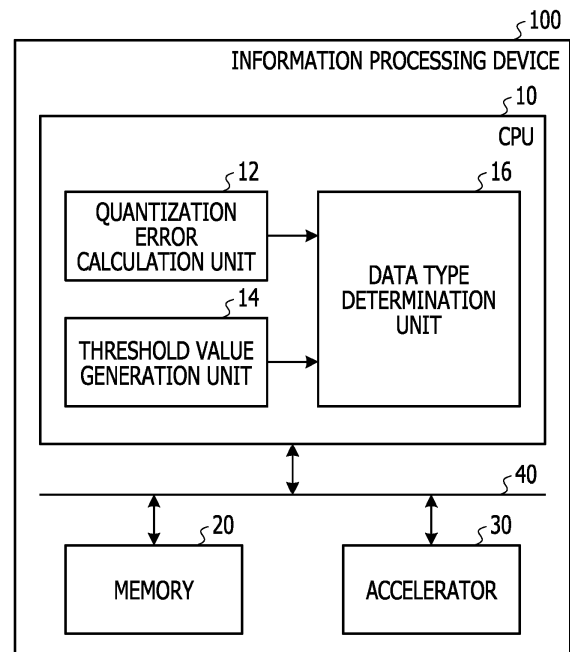 100
INFORMATION PROCESSING DEVICE
10
CPU
12
QUANTIZATION
ERROR
CALCULATION UNIT
16
DATA TYPE
DETERMINATION
UNIT
14
THRESHOLD VALUE
GENERATION UNIT
40
20
MEMORY
30
ACCELERATOR